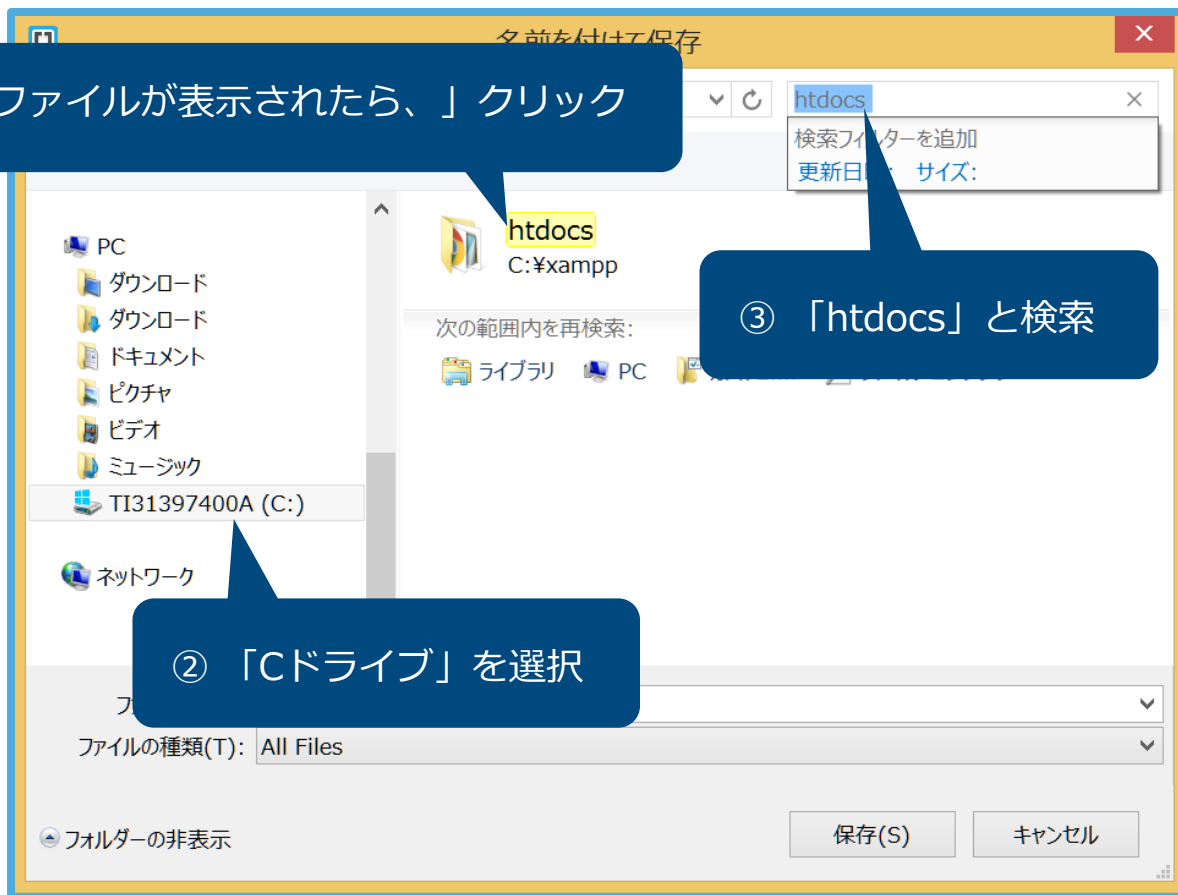 名前を付けて保存
ファイルが表示されたら、」クリック
htdocs
検索フィルターを追加
更新日 サイズ:
PC
ダウンロード
ダウンロード
ドキュメント
ピクチャ
ビデオ
ミュージック
TI31397400A (C:)
ネットワーク
htdocs
C:¥xampp
次の範囲内を再検索:
ライブラリ PC
③ 「htdocs」と検索
② 「Cドライブ」を選択
ファイルの種類(T): All Files
フォルダーの非表示
保存(S) キャンセル